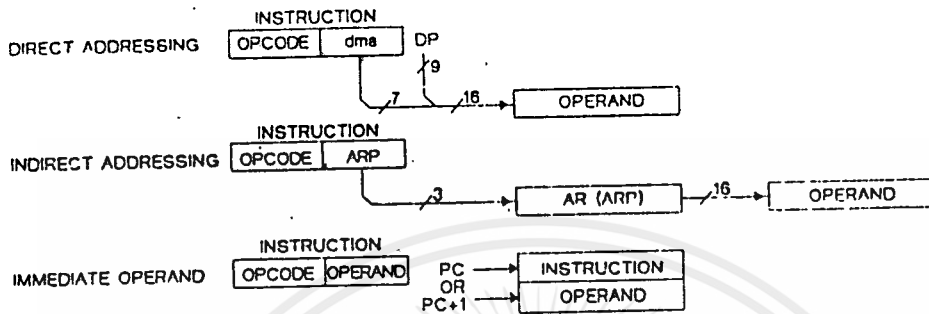 INSTRUCTION
DIRECT ADDRESSING OPCODE dma DP
9
7 16 OPERAND
INSTRUCTION
INDIRECT ADDRESSING OPCODE ARP
3 AR (ARP) 16 OPERAND
INSTRUCTION
IMMEDIATE OPERAND OPCODE OPERAND PC INSTRUCTION
OR
PC+1 OPERAND